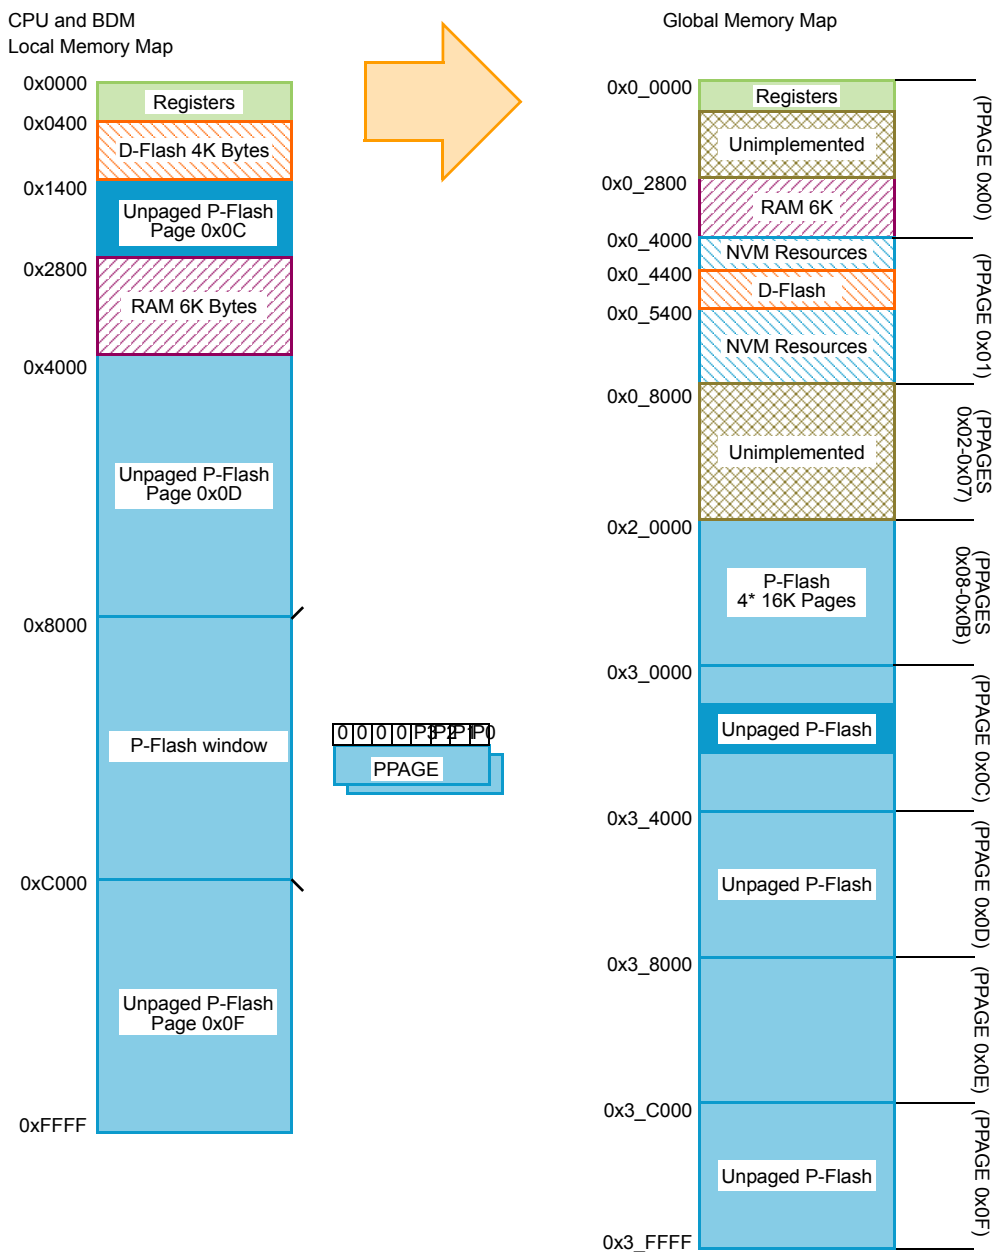 CPU and BDM
Local Memory Map
0x0000
Registers
0x0400
D-Flash 4K Bytes
0x1400
Unpaged P-Flash
Page 0x0C
0x2800
RAM 6K Bytes
0x4000
Unpaged P-Flash
Page 0x0D
0x8000
P-Flash window
0xC000
Unpaged P-Flash
Page 0x0F
0xFFFF
0 0 0 0 P3 P2 P1 P0
PPAGE
Global Memory Map
0x0_0000
Registers
Unimplemented
0x0_2800
RAM 6K
(PPAGE 0x00)
0x0_4000
NVM Resources
0x0_4400
D-Flash
0x0_5400
NVM Resources
(PPAGE 0x01)
0x0_8000
Unimplemented
(PPAGES
0x02-0x07)
0x2_0000
P-Flash
4* 16K Pages
(PPAGES
0x08-0x0B)
0x3_0000
Unpaged P-Flash
(PPAGE 0x0C)
0x3_4000
Unpaged P-Flash
(PPAGE 0x0D)
0x3_8000
(PPAGE 0x0E)
0x3_C000
Unpaged P-Flash
(PPAGE 0x0F)
0x3_FFFF